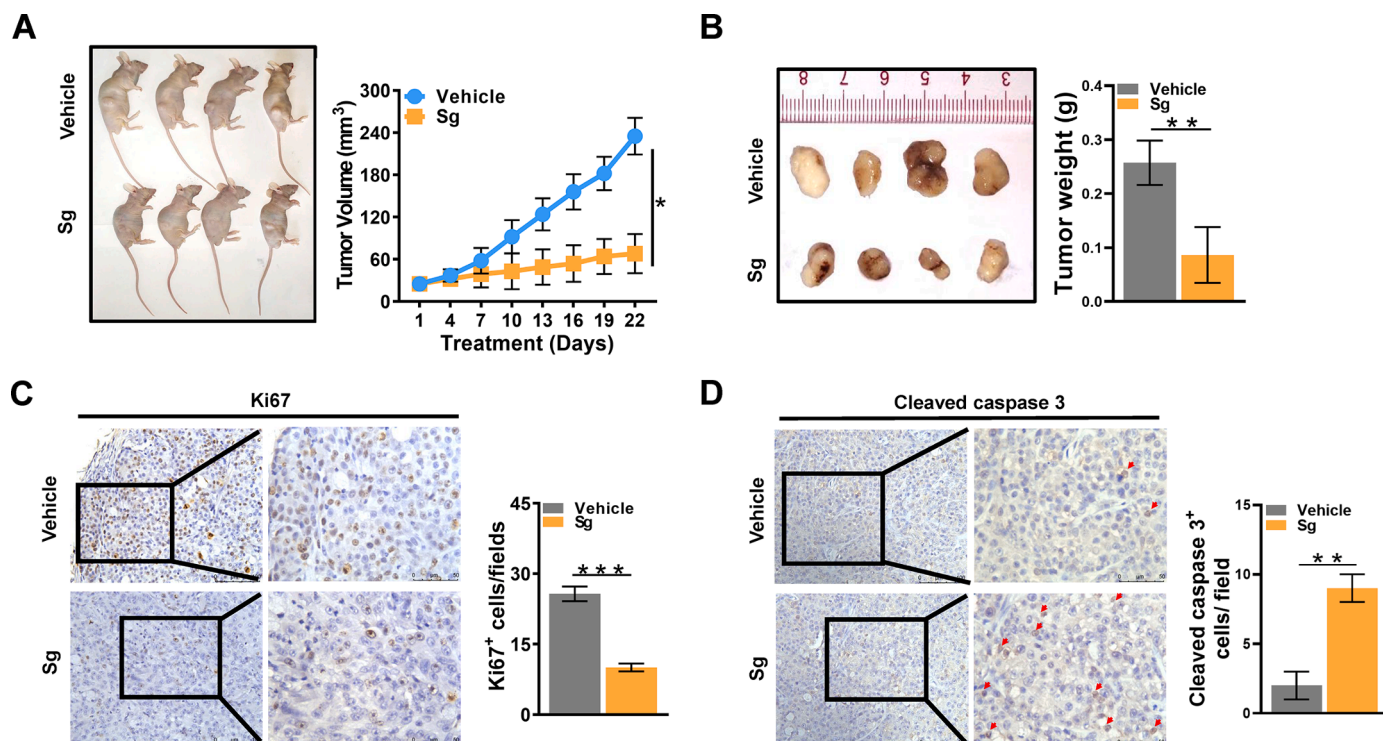 A
Vehicle
Sg
Vehicle
Sg
Tumor Volume (mm3)
300
240
180
120
60
0
*
1 4 7 10 13 16 19 22
Treatment (Days)
B
8 7 6 5 4 3
Vehicle
Sg
Tumor weight (g)
0.4
0.3
0.2
0.1
0.0
Vehicle
Sg
**
C
Ki67
Vehicle
Sg
Ki67+ cells/fields
45
30
15
0
Vehicle
Sg
***
D
Cleaved caspase 3
Vehicle
Sg
Cleaved caspase 3+
cells/ field
15
10
5
0
Vehicle
Sg
**